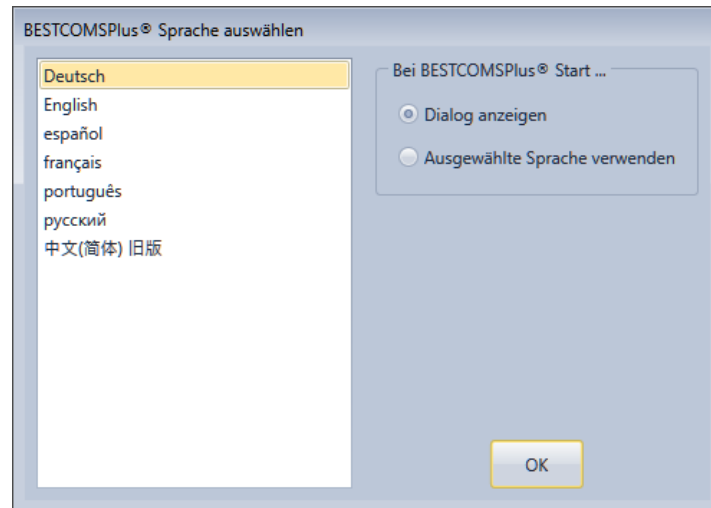 BESTCOMSPlus® Sprache auswählen
Deutsch
English
español
français
português
русский
中文(简体) 旧版
Bei BESTCOMSPlus® Start ...
Dialog anzeigen
Ausgewählte Sprache verwenden
OK